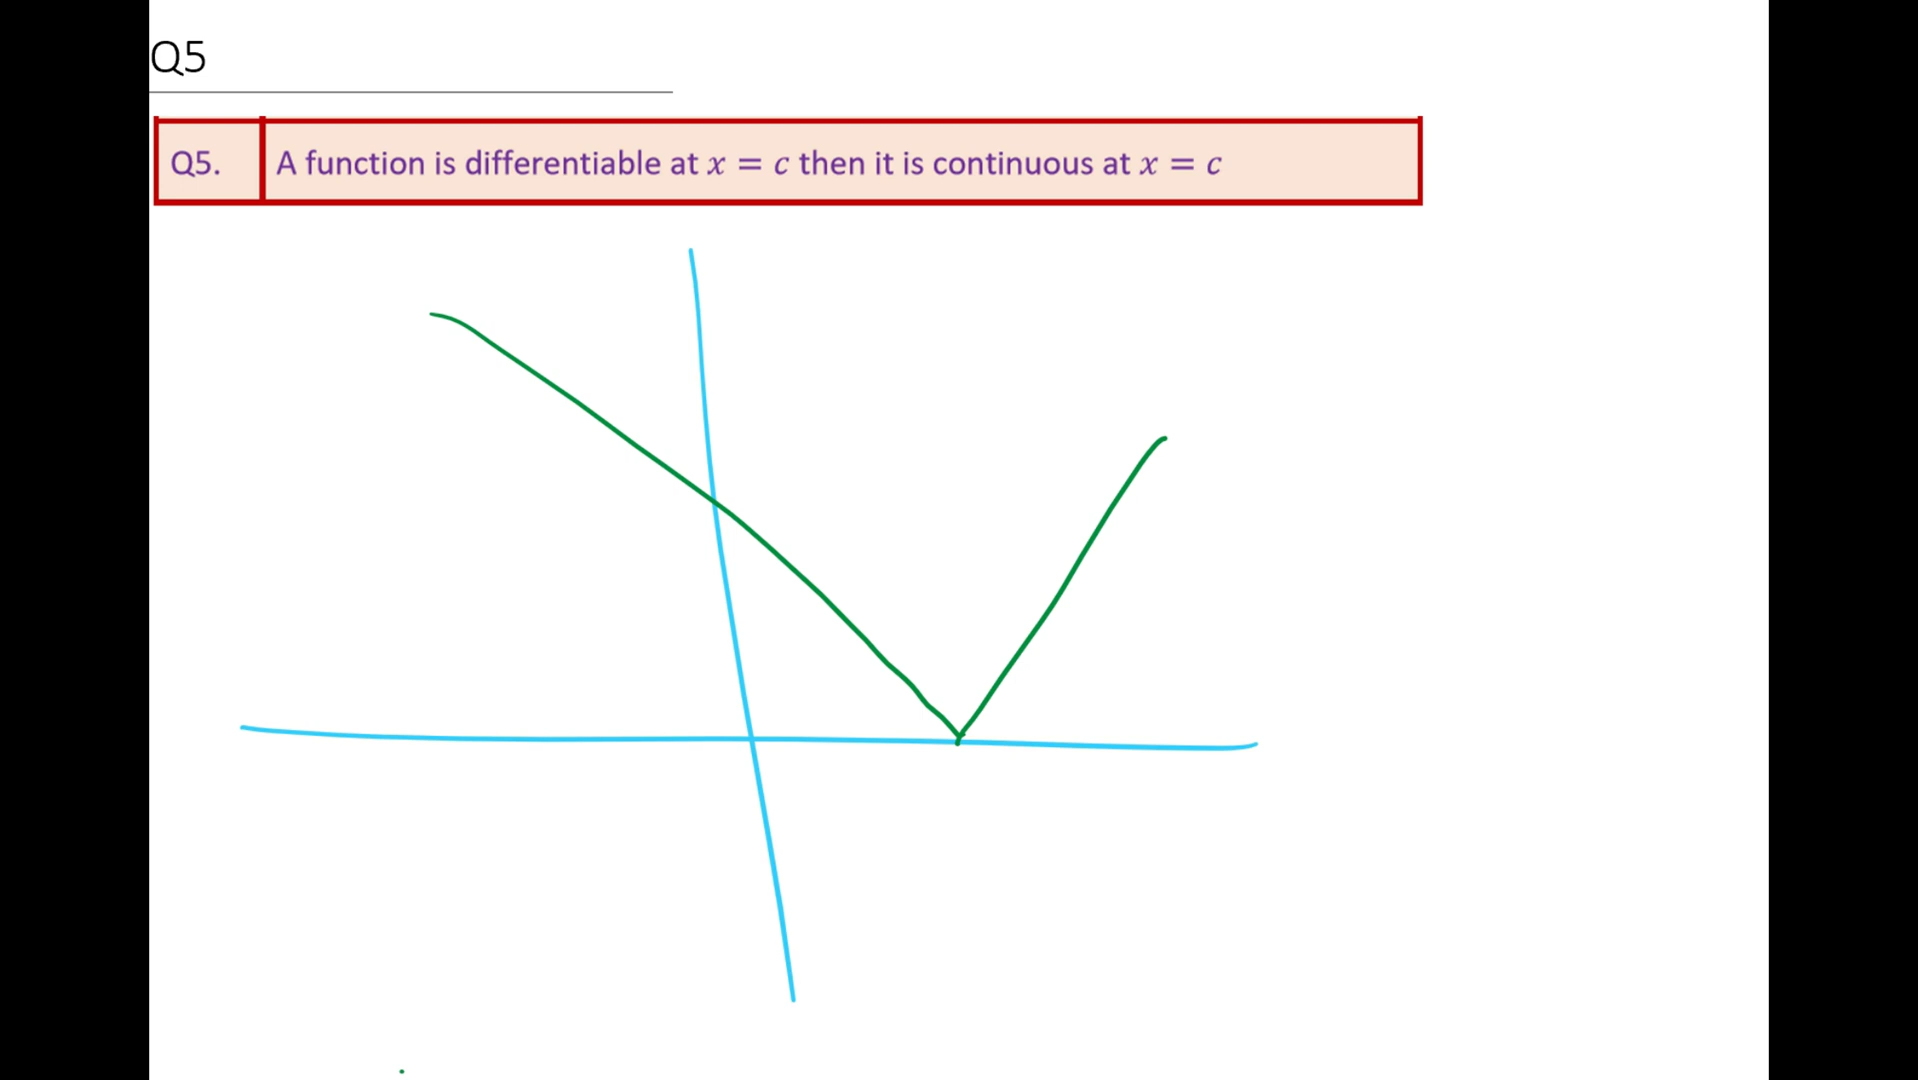 Q5
Q5. A function is differentiable at x = c then it is continuous at x = c